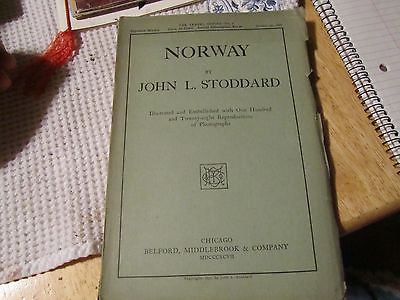 NORWAY
BY
JOHN L. STODDARD
Illustrated and Embellished with One Hundred
and Twenty-eight Reproductions
of Photographs
CHICAGO
BELFORD, MIDDLEBROOK & COMPANY
MDCCCXCVII